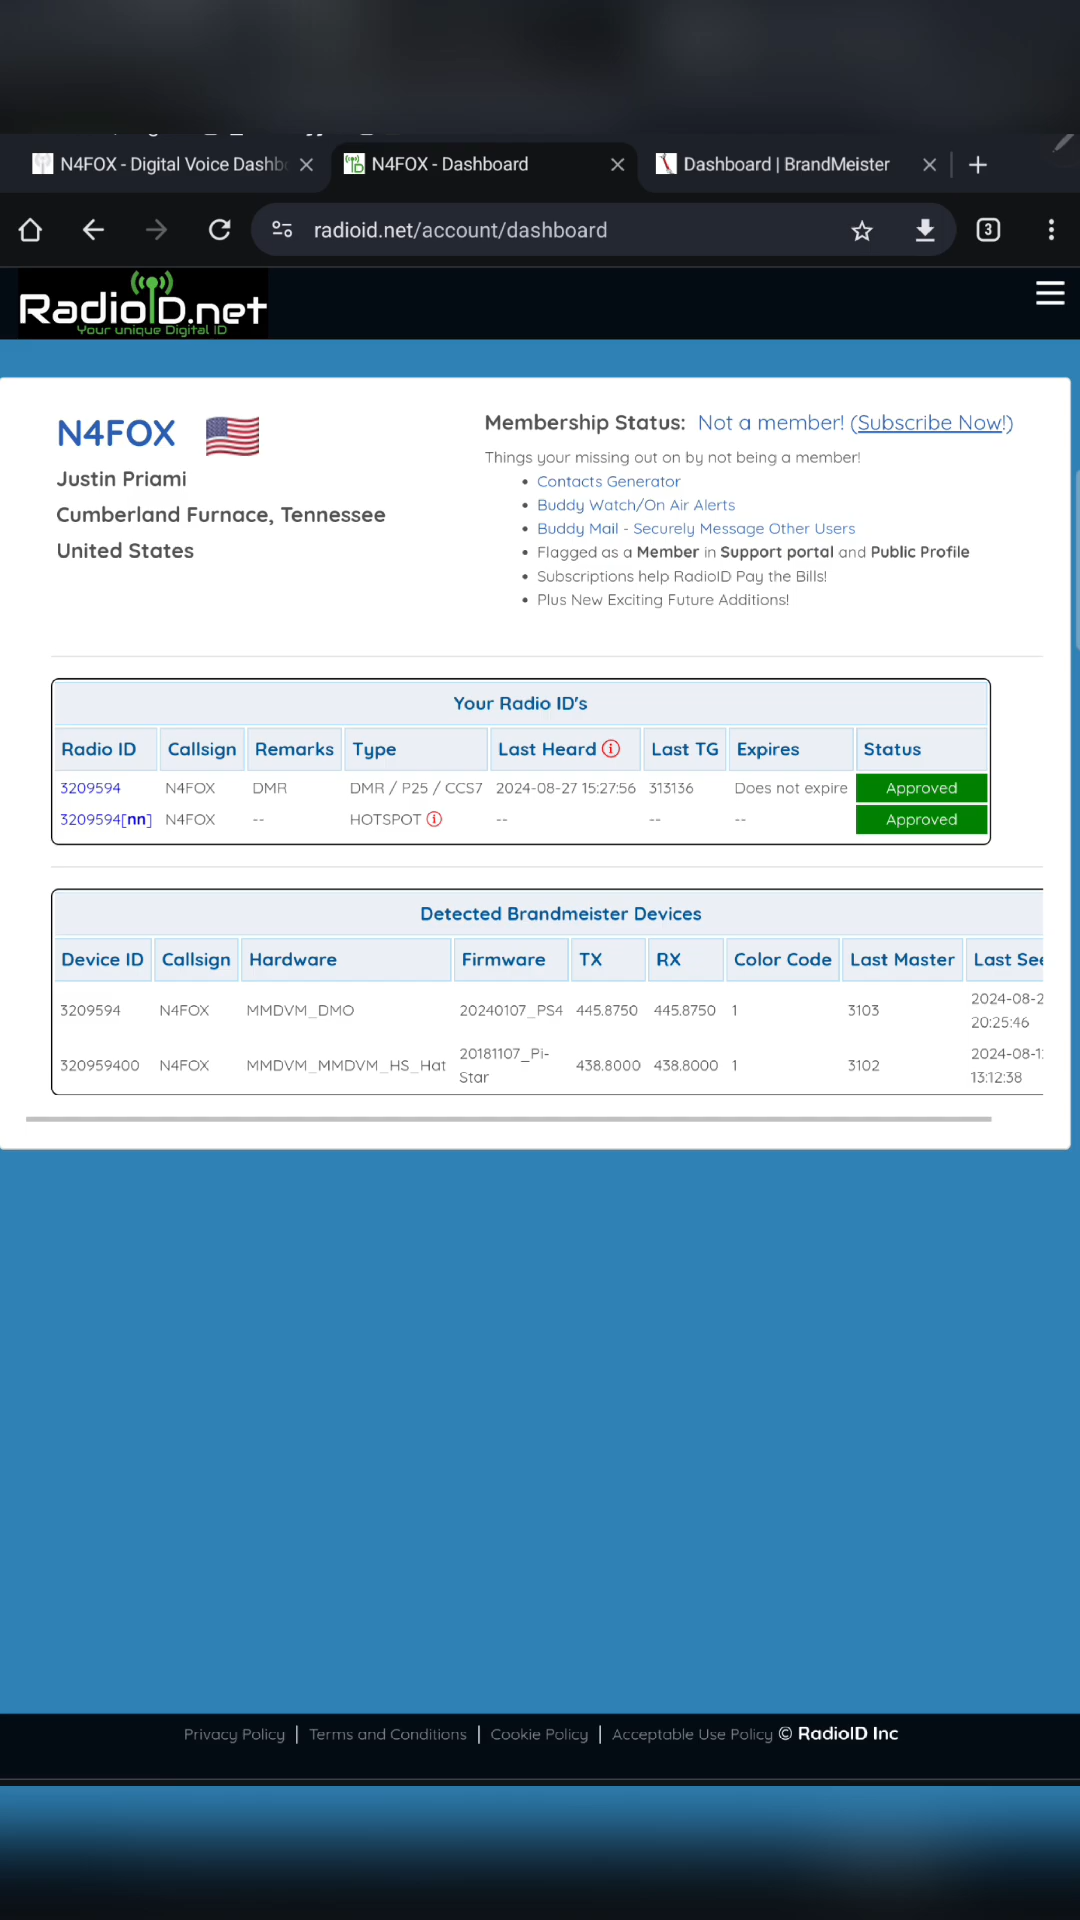 N4FOX - Digital Voice Dashb
N4FOX - Dashboard
Dashboard | BrandMeister
radioid.net/account/dashboard
3
RadioID.net
Your unique Digital ID
N4FOX
Justin Priami
Cumberland Furnace, Tennessee
United States
Membership Status: Not a member! (Subscribe Now!)
Things your missing out on by not being a member!
Contacts Generator
Buddy Watch/On Air Alerts
Buddy Mail - Securely Message Other Users
Flagged as a Member in Support portal and Public Profile
Subscriptions help RadioID Pay the Bills!
Plus New Exciting Future Additions!
Your Radio ID's
Radio ID Callsign Remarks Type Last Heard Last TG Expires Status
3209594 N4FOX DMR DMR / P25 / CCS7 2024-08-27 15:27:56 313136 Does not expire Approved
3209594[nn] N4FOX -- HOTSPOT -- -- -- Approved
Detected Brandmeister Devices
Device ID Callsign Hardware Firmware TX RX Color Code Last Master Last See
3209594 N4FOX MMDVM_DMO 20240107_PS4 445.8750 445.8750 1 3103 2024-08-2
20:25:46
320959400 N4FOX MMDVM_MMDVM_HS_Hat 20181107_Pi-
Star 438.8000 438.8000 1 3102 2024-08-1
13:12:38
Privacy Policy | Terms and Conditions | Cookie Policy | Acceptable Use Policy © RadioID Inc